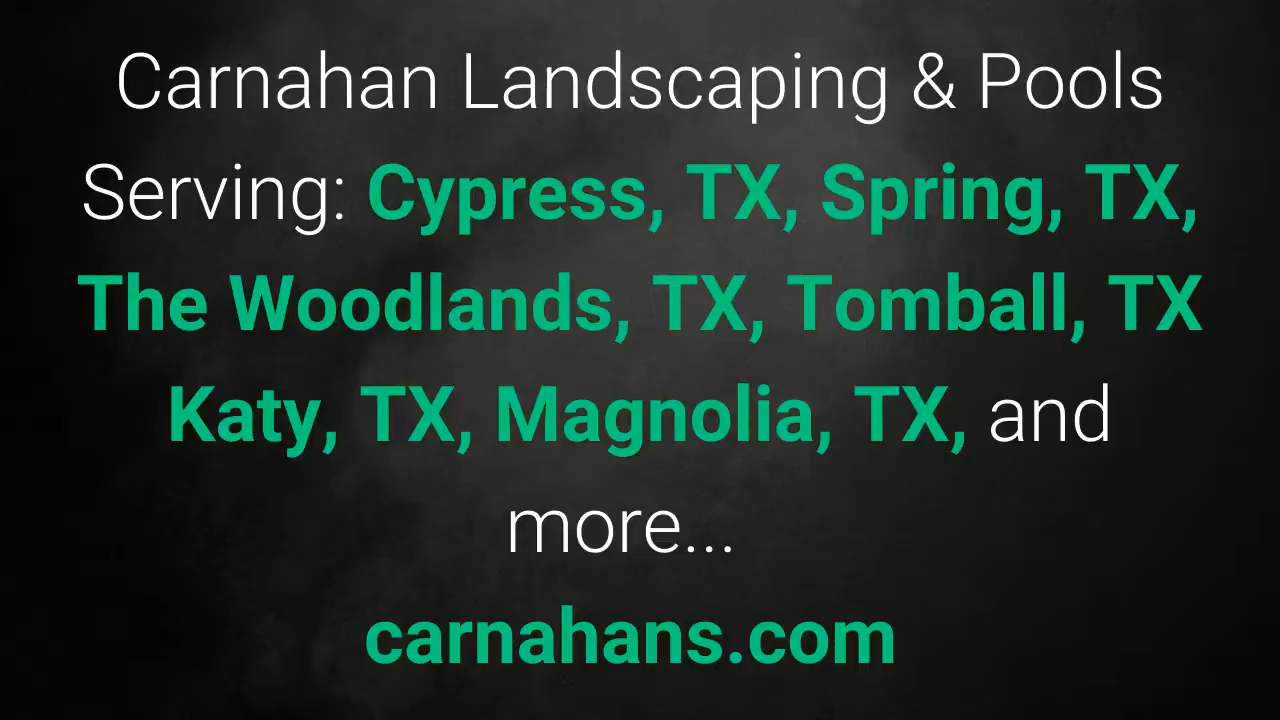 Carnahan Landscaping & Pools
Serving: Cypress, TX, Spring, TX,
The Woodlands, TX, Tomball, TX
Katy, TX, Magnolia, TX, and
more...
carnahans.com